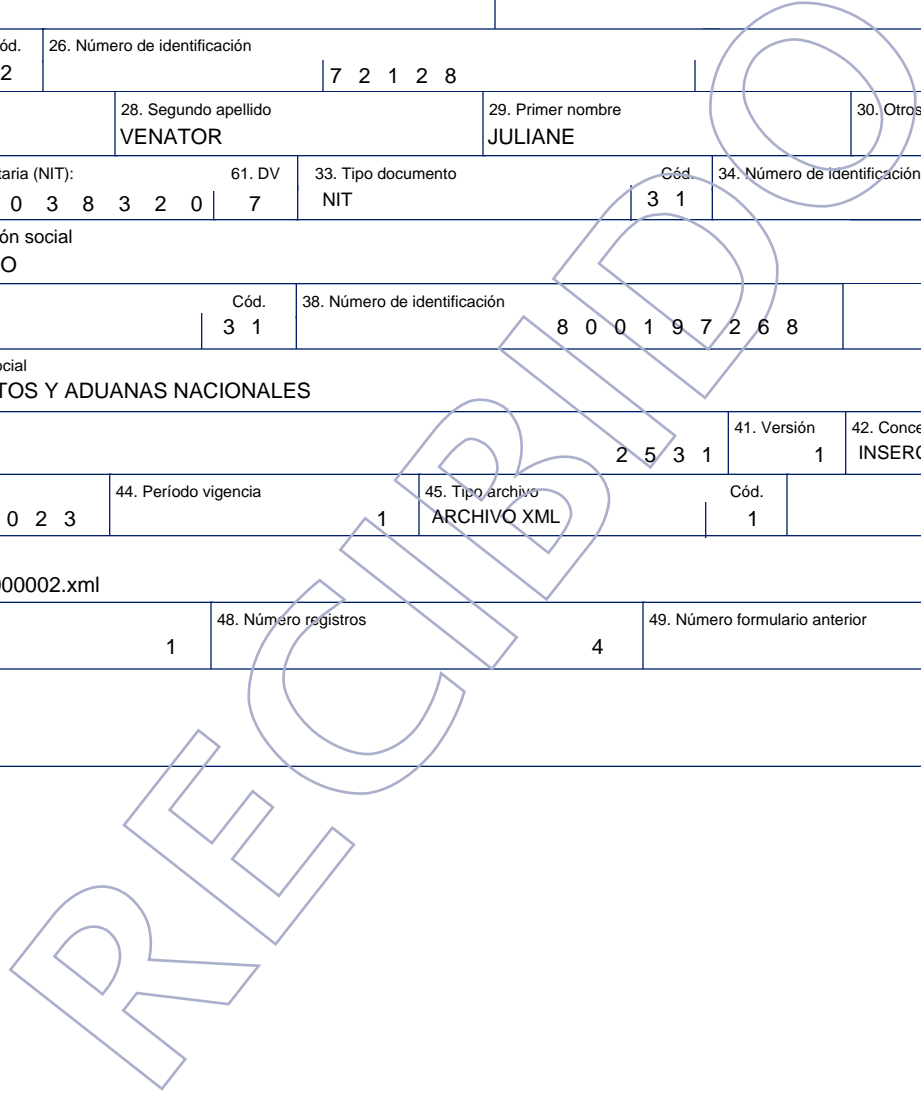 ód. 26. Número de identificación
2 7 2 1 2 8
28. Segundo apellido 29. Primer nombre 30. Otros
VENATOR JULIANE
taria (NIT): 61. DV 33. Tipo documento Cód. 34. Número de identificación
0 3 8 3 2 0 7 NIT 3 1
ón social
O
Cód. 38. Número de identificación
3 1 8 0 0 1 9 7 2 6 8
ocial
TOS Y ADUANAS NACIONALES
41. Versión 42. Conce
2 5 3 1 1 INSERC
44. Período vigencia 45. Tipo archivo Cód.
0 2 3 1 ARCHIVO XML 1
000002.xml
48. Número registros 49. Número formulario anterior
1 4
RECIBIDO